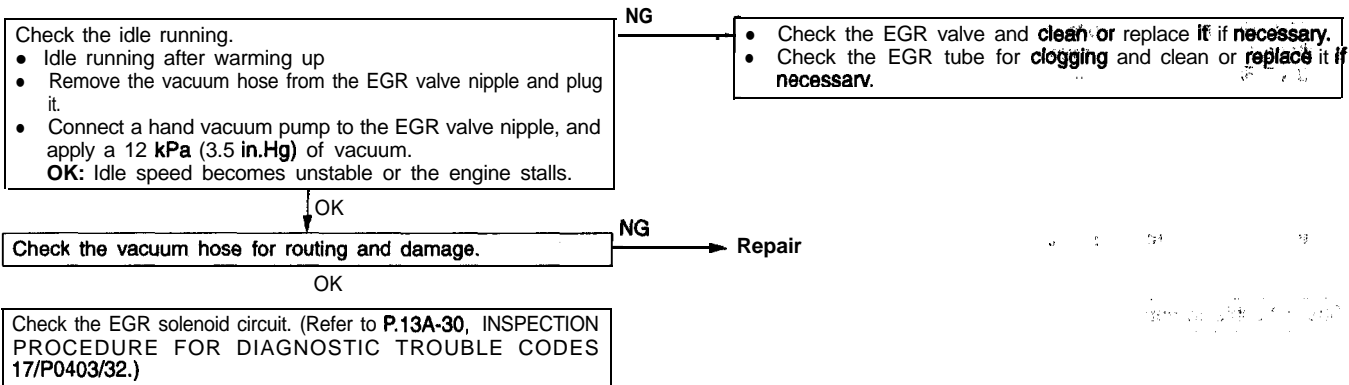 NG
Check the idle running.
● Idle running after warming up
● Remove the vacuum hose from the EGR valve nipple and plug
it.
● Connect a hand vacuum pump to the EGR valve nipple, and
apply a 12 kPa (3.5 in.Hg) of vacuum.
OK: Idle speed becomes unstable or the engine stalls.
● Check the EGR valve and clean or replace it if necessary.
● Check the EGR tube for clogging and clean or replace it if
necessary.
OK
Check the vacuum hose for routing and damage.
NG
Repair
OK
Check the EGR solenoid circuit. (Refer to P.13A-30, INSPECTION
PROCEDURE FOR DIAGNOSTIC TROUBLE CODES
17/P0403/32.)